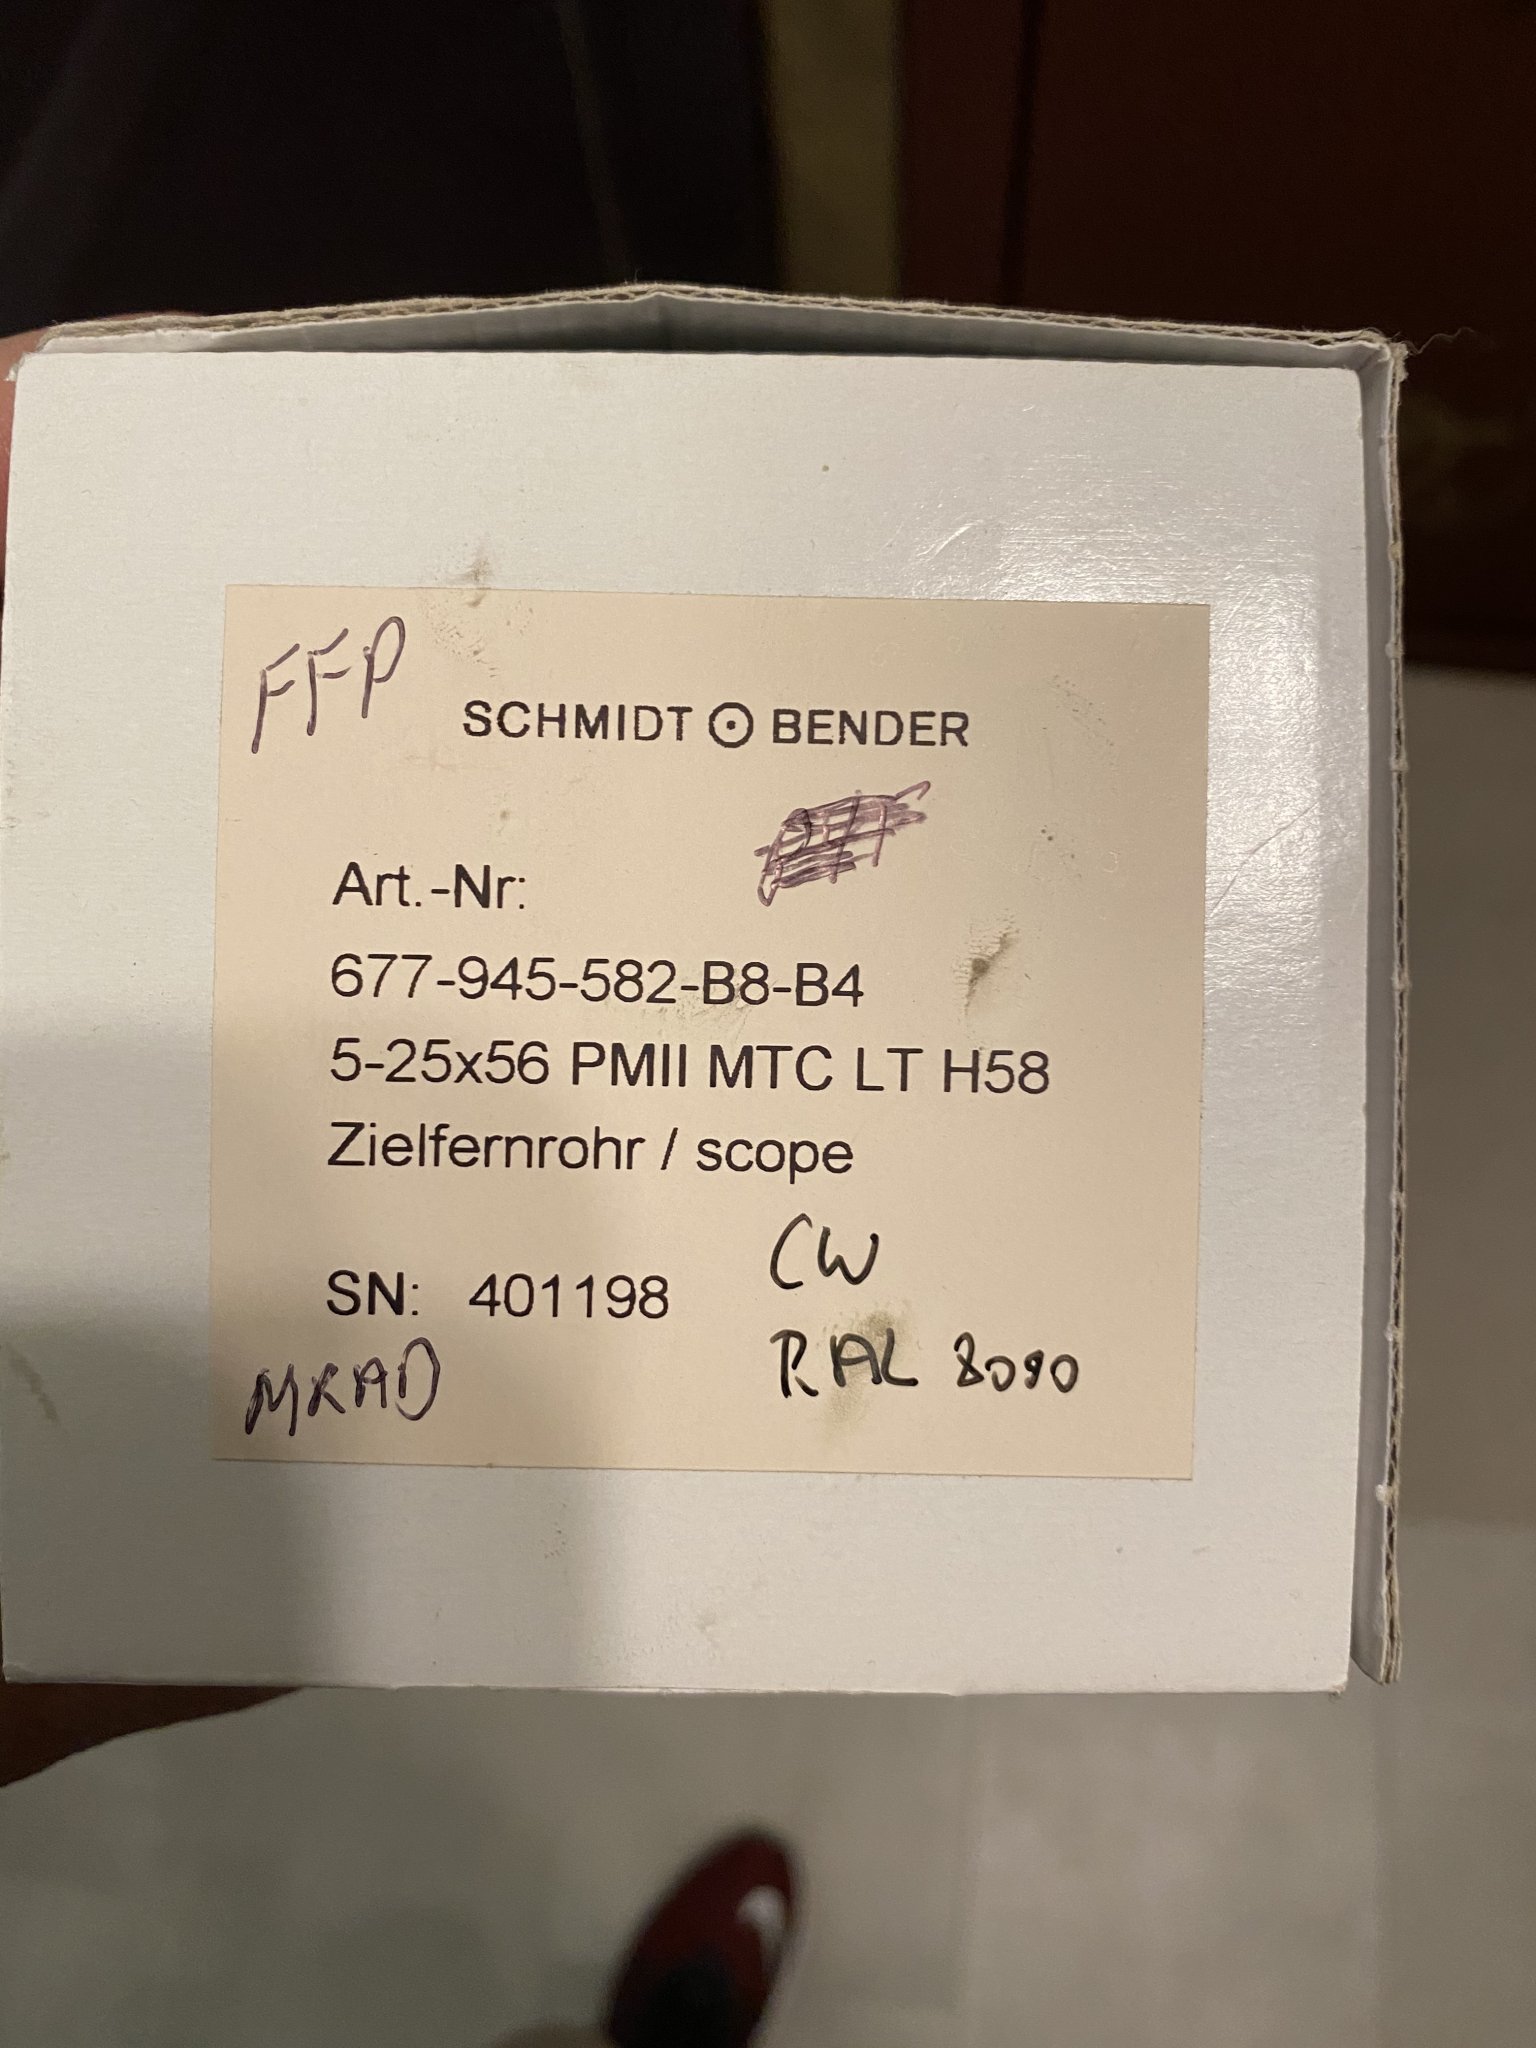 FFP
SCHMIDT BENDER
Art.-Nr:
677-945-582-B8-B4
5-25x56 PMII MTC LT H58
Zielfernrohr / scope
CW
SN: 401198
RAL 8090
MRAD